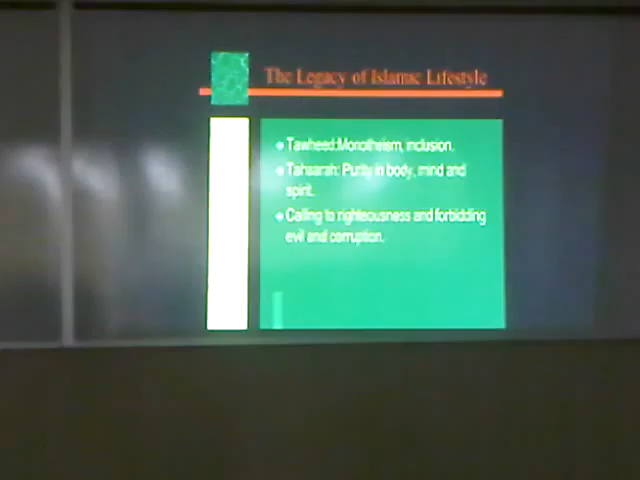 The Legacy of Islamic Lifestyle
Tawheed:Monotheism, inclusion.
Tahaarah: Purity in body, mind and
spirit.
Calling to righteousness and forbidding
evil and corruption.